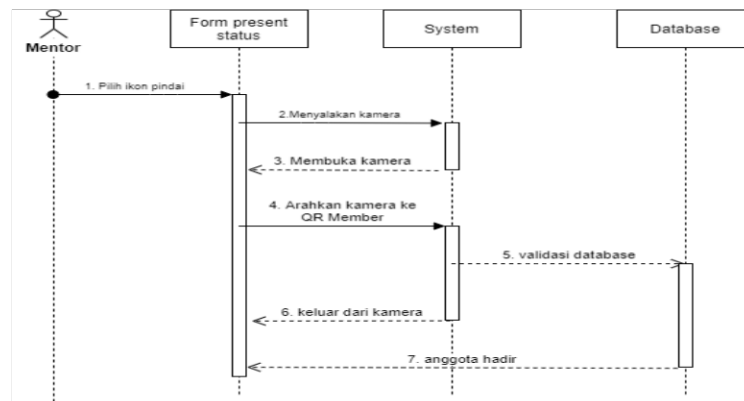 Form present
status
System
Database
Mentor
1. Pilih ikon pindai
2.Menyalakan kamera
3. Membuka kamera
4. Arahkan kamera ke
QR Member
5. validasi database
6. keluar dari kamera
7. anggota hadir